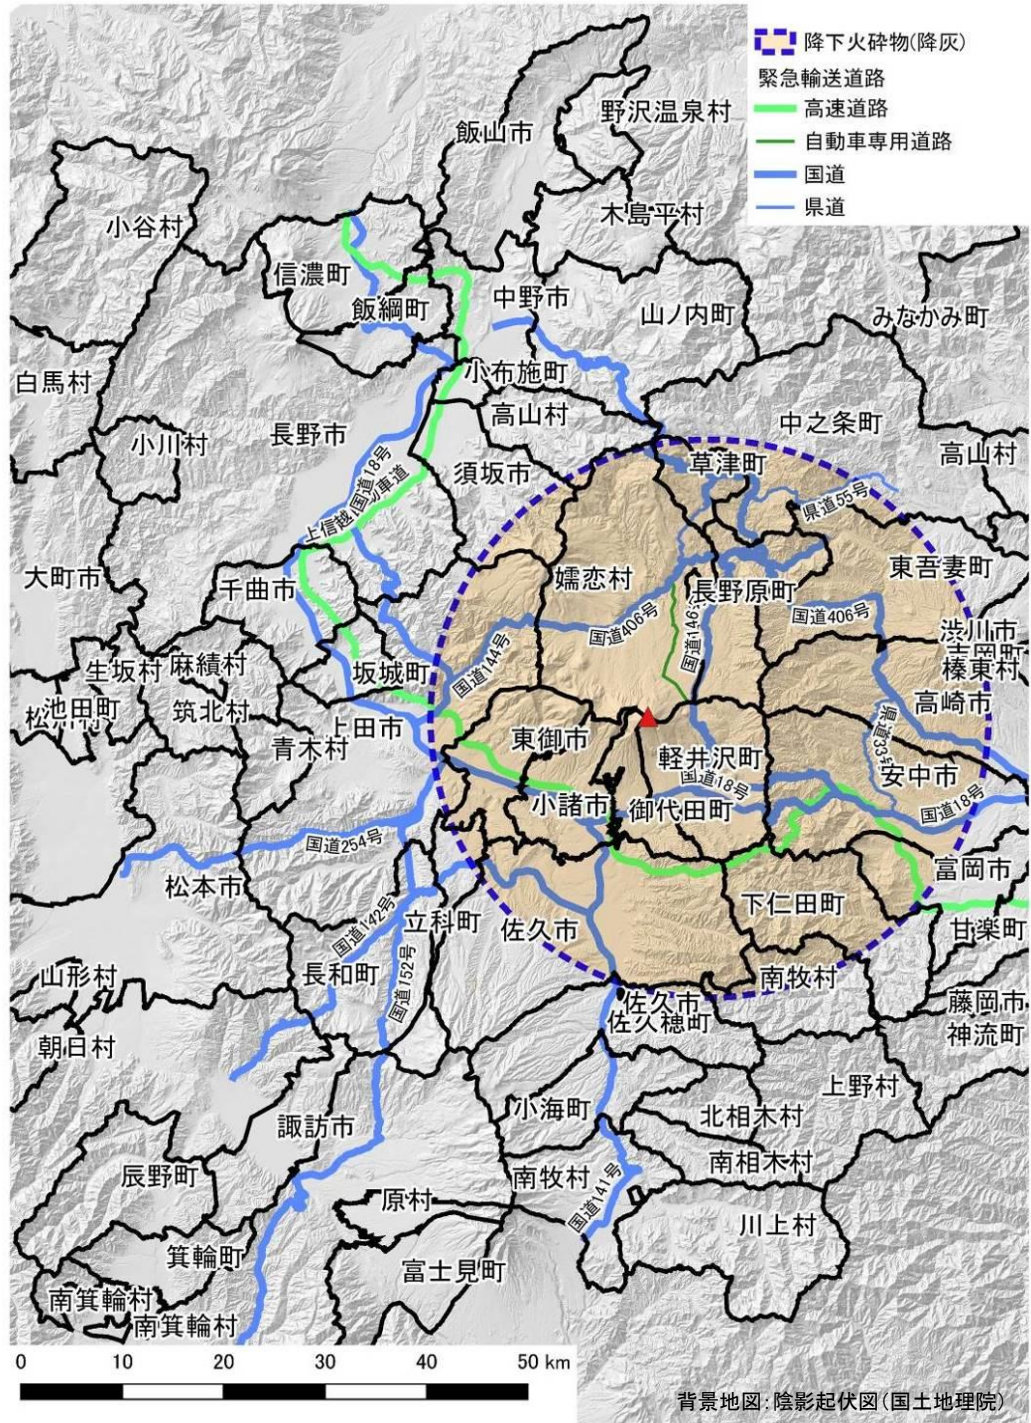 降下火砕物(降灰)
緊急輸送道路
高速道路
自動車専用道路
国道
県道
野沢温泉村
飯山市
木島平村
小谷村
信濃町
中野市
飯綱町
山ノ内町
みなかみ町
白馬村
小布施町
高山村
中之条町
小川村
長野市
高山村
国道18号
須坂市
草津町
県道55号
上信越
車道
大町市
千曲市
嬬恋村
長野原町
東吾妻町
国道406号
国道146
国道406号
渋川市
吉岡町
榛東村
生坂村
麻績村
坂城町
国道144号
池田町
筑北村
高崎市
上田市
東御市
青木村
県道33号
軽井沢町
安中市
国道18号
小諸市
御代田町
国道18号
国道254号
松本市
富岡市
下仁田町
立科町
国道142号
佐久市
甘楽町
長和町
国道152号
山形村
南牧村
佐久市
藤岡市
佐久穂町
神流町
朝日村
上野村
小海町
北相木村
諏訪市
南相木村
辰野町
南牧村
原村
国道141号
川上村
箕輪町
富士見町
南箕輪村
南箕輪村
0 10 20 30 40 50 km
背景地図:陰影起伏図(国土地理院)